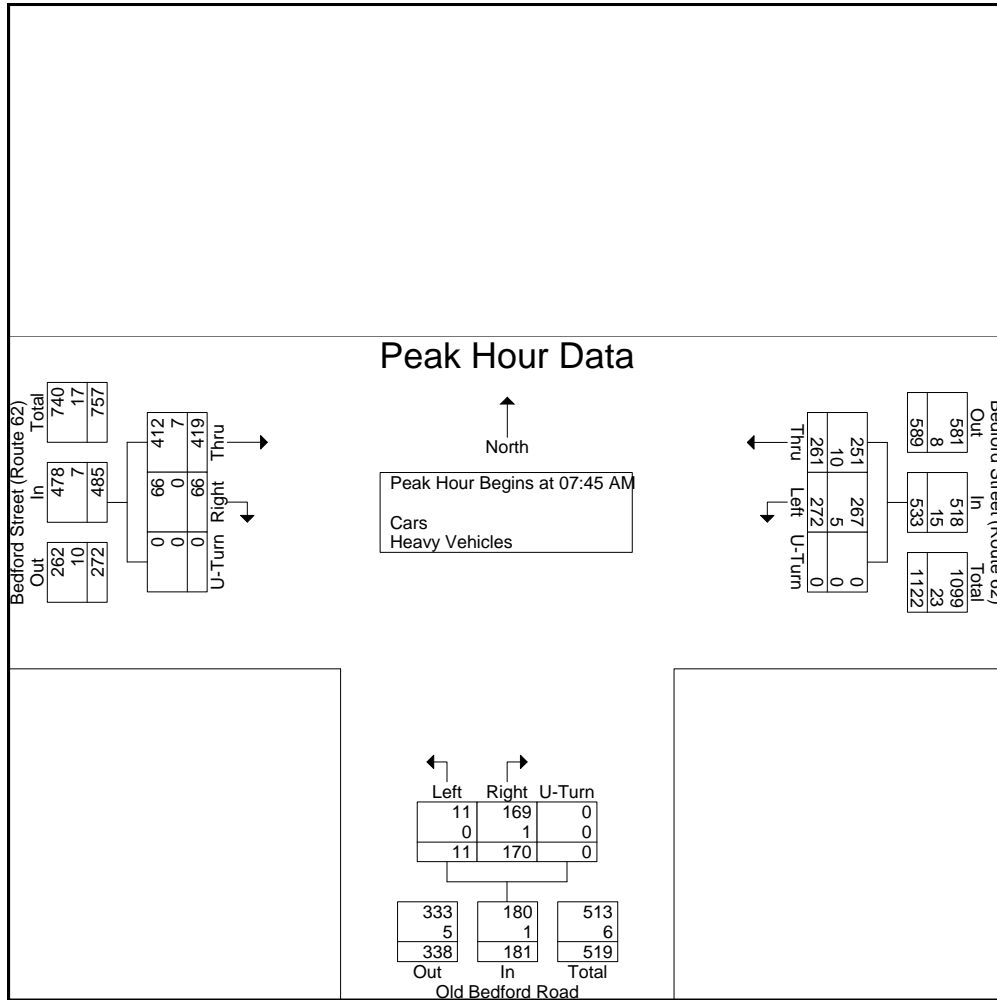 Peak Hour Data
North
Peak Hour Begins at 07:45 AM
Cars
Heavy Vehicles
Bedford Street (Route 62)
Total
740
17
757
In
478
7
485
Out
262
10
272
Thru
412
7
419
Right
66
0
66
U-Turn
0
0
0
Bedford Street (Route 62)
Out
581
8
589
In
518
15
533
Total
1099
23
1122
Thru
251
10
261
Left
267
5
272
U-Turn
0
0
0
Left Right U-Turn
11 169 0
0 1 0
11 170 0
333 180 513
5 1 6
338 181 519
Out In Total
Old Bedford Road